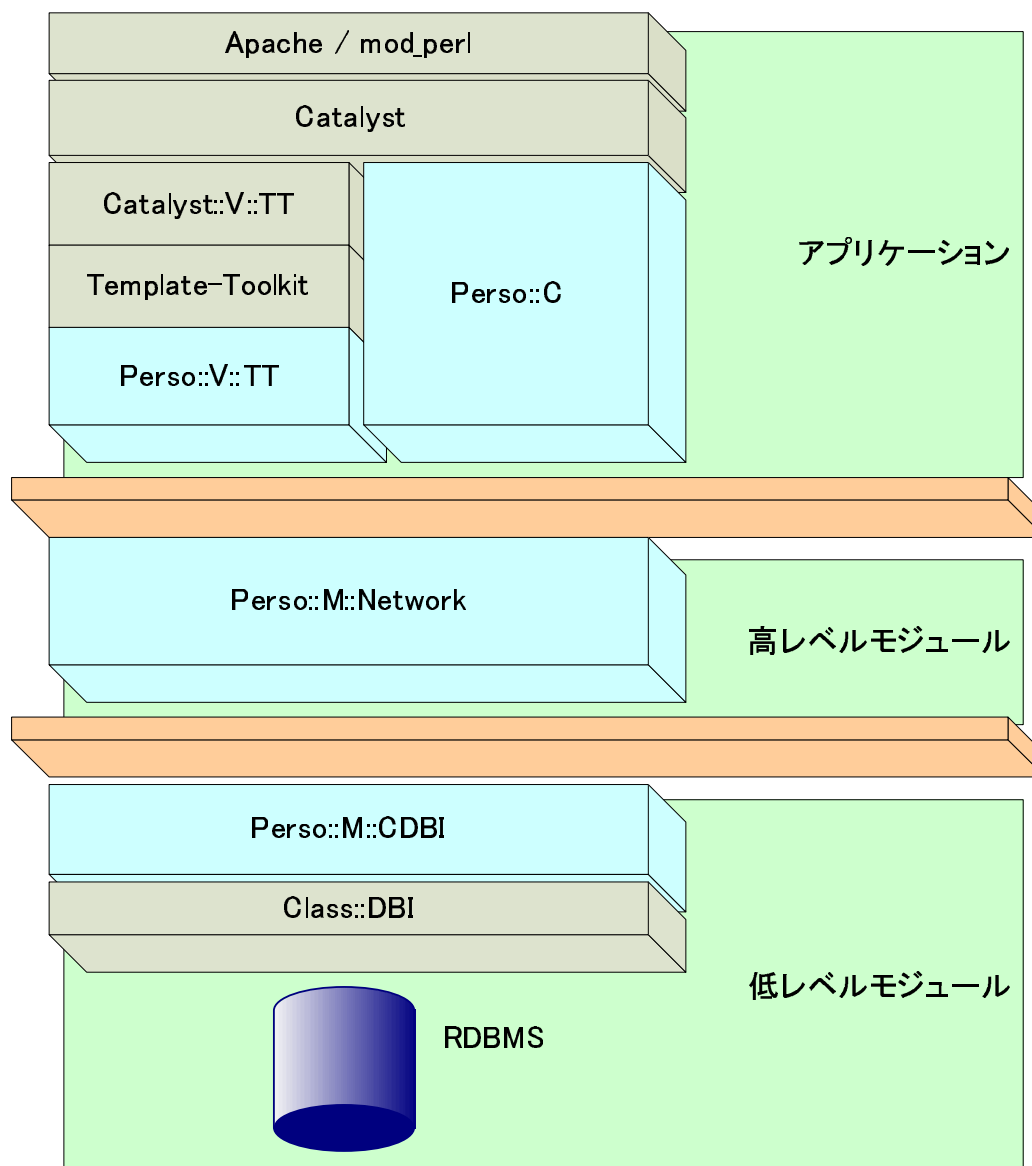 Apache / mod_perl
Catalyst
Catalyst::V::TT
Template-Toolkit
Perso::V::TT
Perso::C
アプリケーション
Perso::M::Network
高レベルモジュール
Perso::M::CDBI
Class::DBI
低レベルモジュール
RDBMS